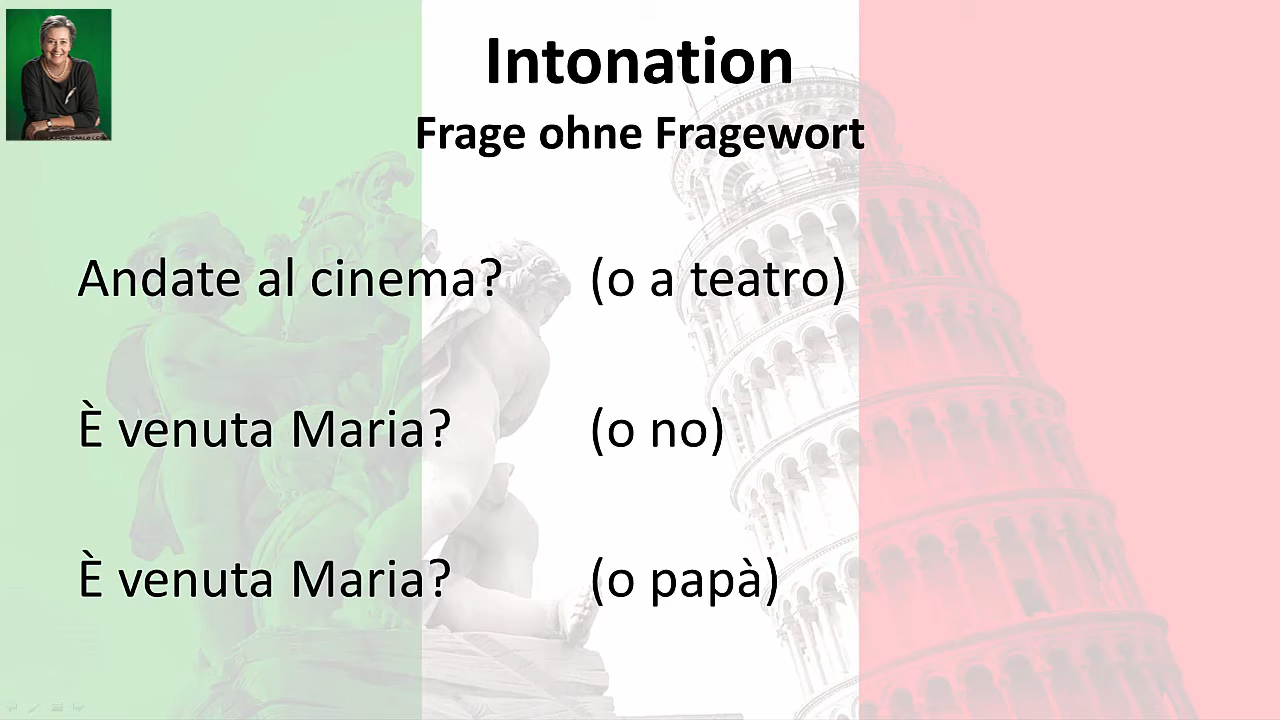 Intonation
Frage ohne Fragewort
Andate al cinema? (o a teatro)
È venuta Maria? (o no)
È venuta Maria? (o papà)